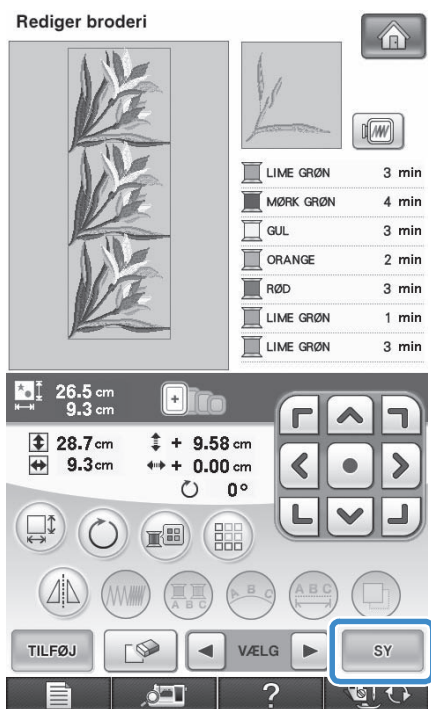 Rediger broderi
LIME GRØN 3 min
MØRK GRØN 4 min
GUL 3 min
ORANGE 2 min
RØD 3 min
LIME GRØN 1 min
LIME GRØN 3 min
26.5 cm
9.3 cm
28.7 cm + 9.58 cm
9.3 cm + 0.00 cm
0°
A B C
A B C
A B C
TILFØJ VÆLG SY
?